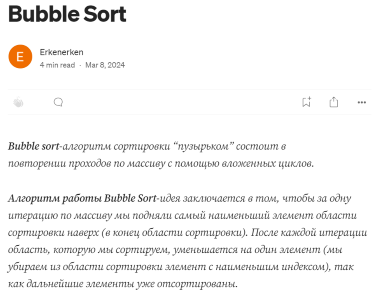 Bubble Sort
E
Erkenerken
4 min read · Mar 8, 2024
Bubble sort-алгоритм сортировки “пузырьком” состоит в
повторении проходов по массиву с помощью вложенных циклов.
Алгоритм работы Bubble Sort-идея заключается в том, чтобы за одну
итерацию по массиву мы подняли самый наименьший элемент области
сортировки наверх (в конец области сортировки). После каждой итерации
область, которую мы сортируем, уменьшается на один элемент (мы
убираем из области сортировки элемент с наименьшим индексом), так
как дальнейшие элементы уже отсортированы.